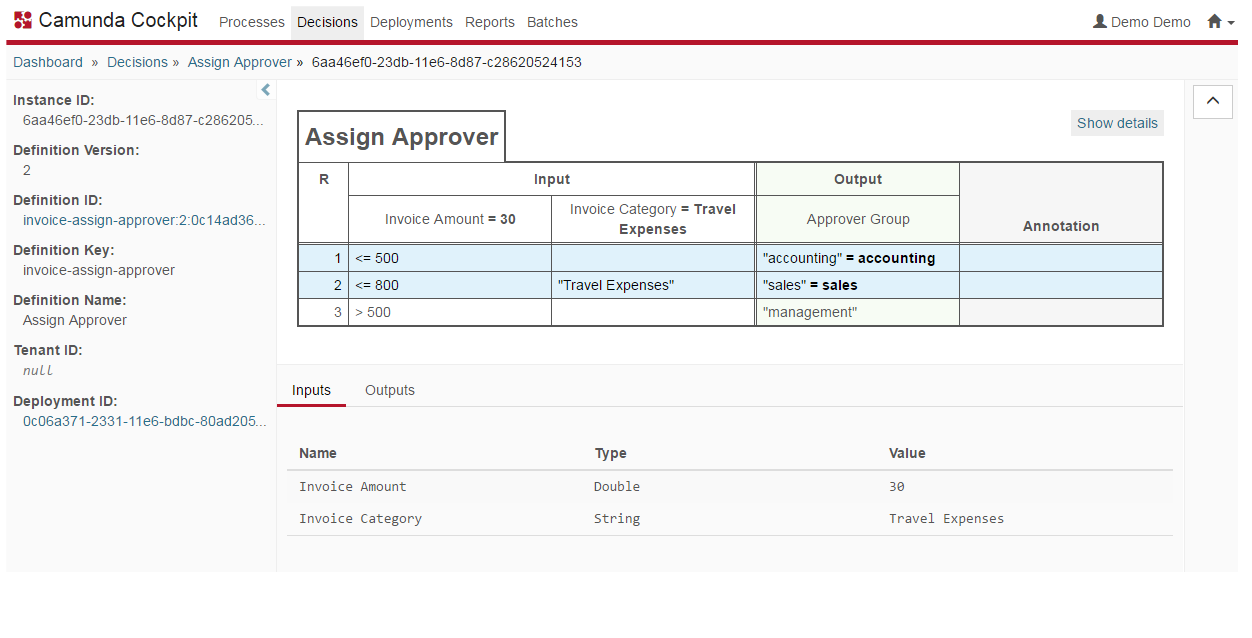 Camunda Cockpit Processes Decisions Deployments Reports Batches Demo Demo
Dashboard » Decisions » Assign Approver » 6aa46ef0-23db-11e6-8d87-c28620524153
Instance ID:
6aa46ef0-23db-11e6-8d87-c286205...
Definition Version:
2
Definition ID:
invoice-assign-approver:2:0c14ad36...
Definition Key:
invoice-assign-approver
Definition Name:
Assign Approver
Tenant ID:
null
Deployment ID:
0c06a371-2331-11e6-bdbc-80ad205...
Assign Approver
Show details
R Input Output
Invoice Amount = 30 Invoice Category = Travel Expenses Approver Group Annotation
1 <= 500 "accounting" = accounting
2 <= 800 "Travel Expenses" "sales" = sales
3 > 500 "management"
Inputs Outputs
Name Type Value
Invoice Amount Double 30
Invoice Category String Travel Expenses